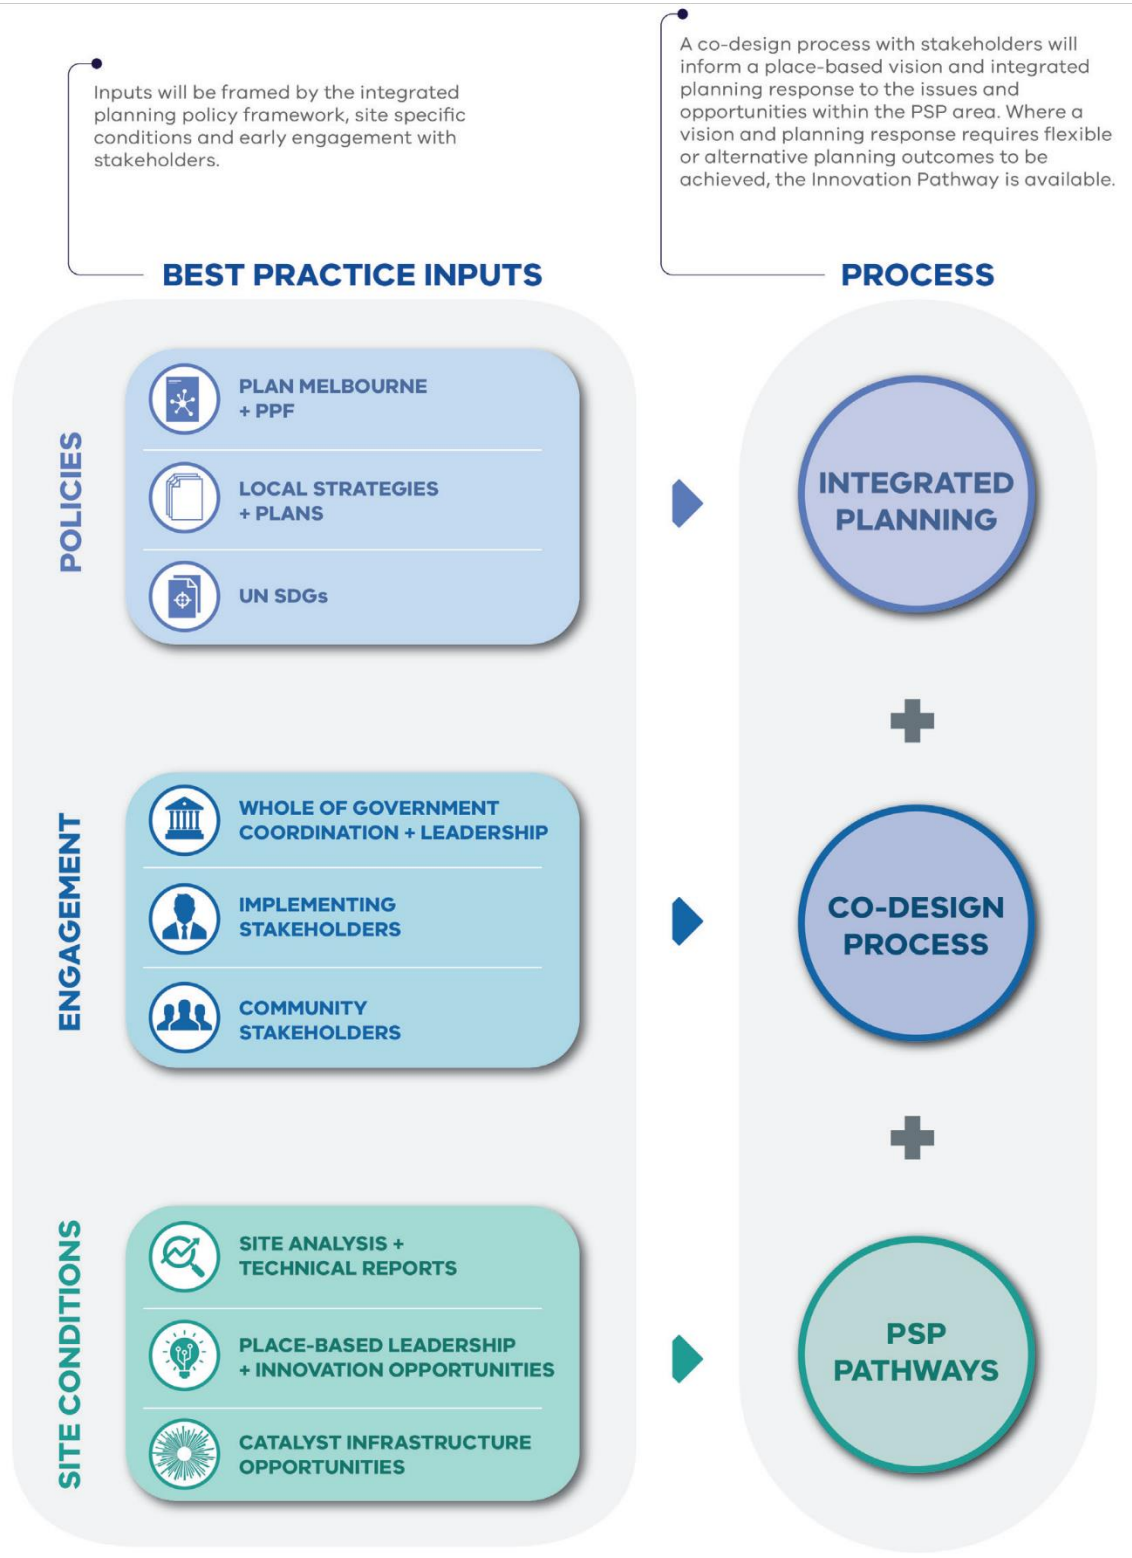 Inputs will be framed by the integrated
planning policy framework, site specific
conditions and early engagement with
stakeholders.
A co-design process with stakeholders will
inform a place-based vision and integrated
planning response to the issues and
opportunities within the PSP area. Where a
vision and planning response requires flexible
or alternative planning outcomes to be
achieved, the Innovation Pathway is available.
BEST PRACTICE INPUTS
PROCESS
POLICIES
PLAN MELBOURNE
+ PPF
LOCAL STRATEGIES
+ PLANS
UN SDGs
INTEGRATED
PLANNING
ENGAGEMENT
WHOLE OF GOVERNMENT
COORDINATION + LEADERSHIP
IMPLEMENTING
STAKEHOLDERS
COMMUNITY
STAKEHOLDERS
CO-DESIGN
PROCESS
SITE CONDITIONS
SITE ANALYSIS +
TECHNICAL REPORTS
PLACE-BASED LEADERSHIP
+ INNOVATION OPPORTUNITIES
CATALYST INFRASTRUCTURE
OPPORTUNITIES
PSP
PATHWAYS